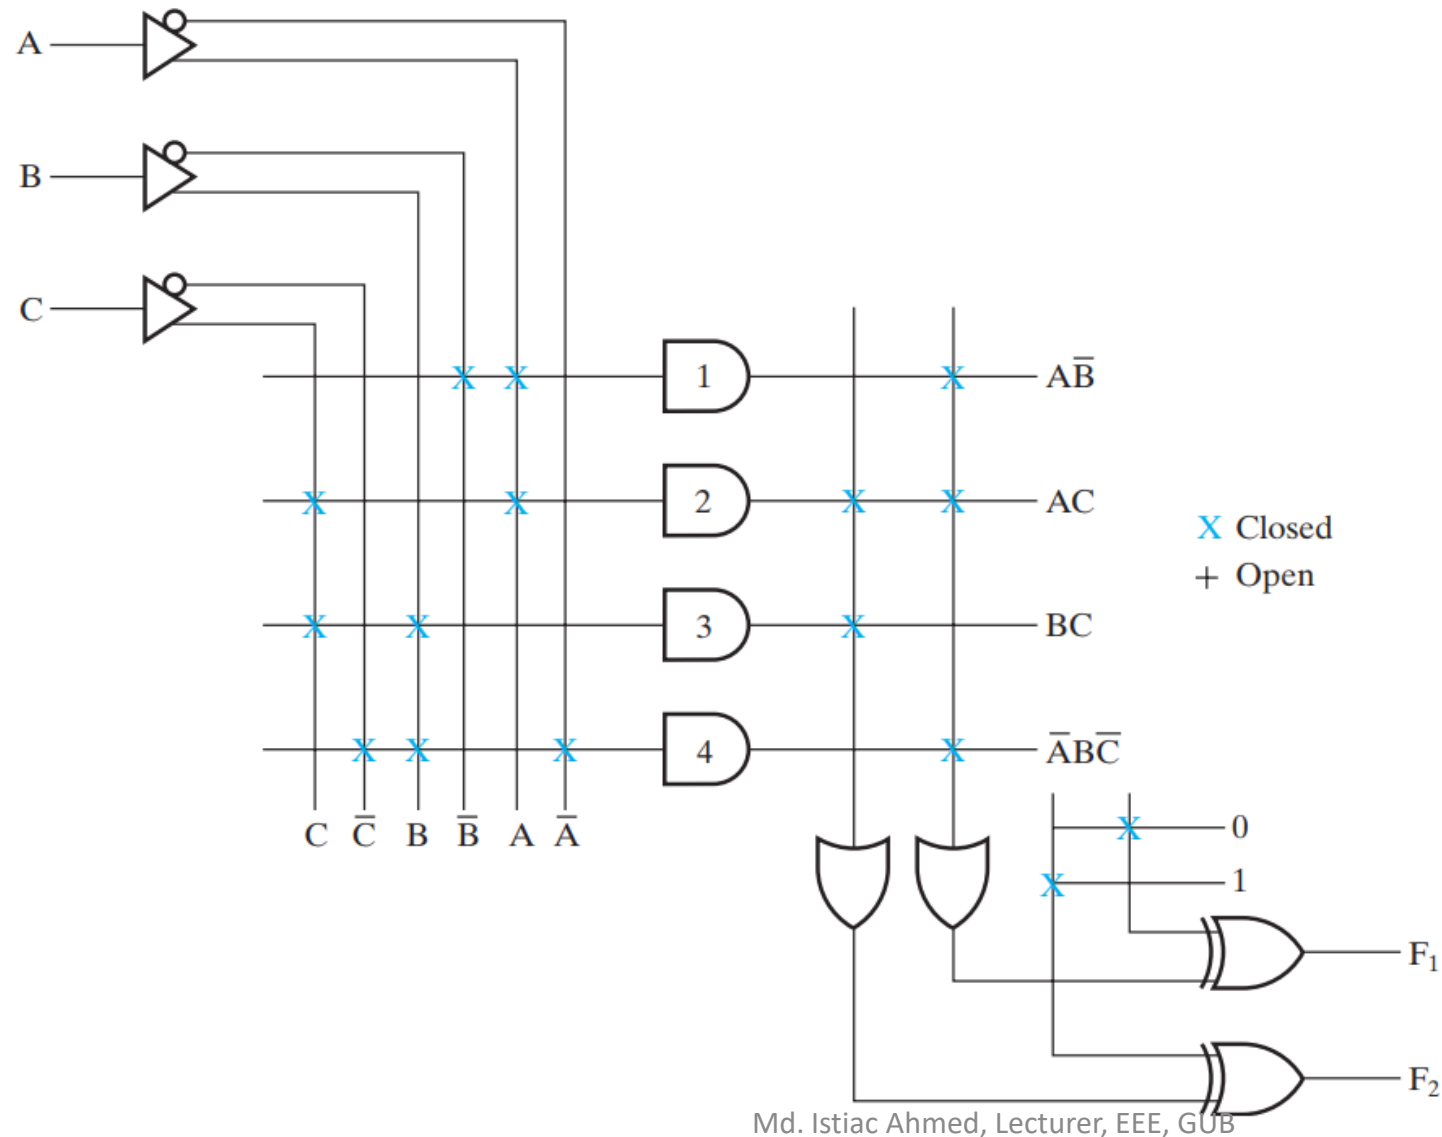 A
B
C
1
AB̅
2
AC
X Closed
+ Open
3
BC
4
A̅BC̅
C C̅ B B̅ A A̅
0
1
F₁
F₂
Md. Istiac Ahmed, Lecturer, EEE, GUB